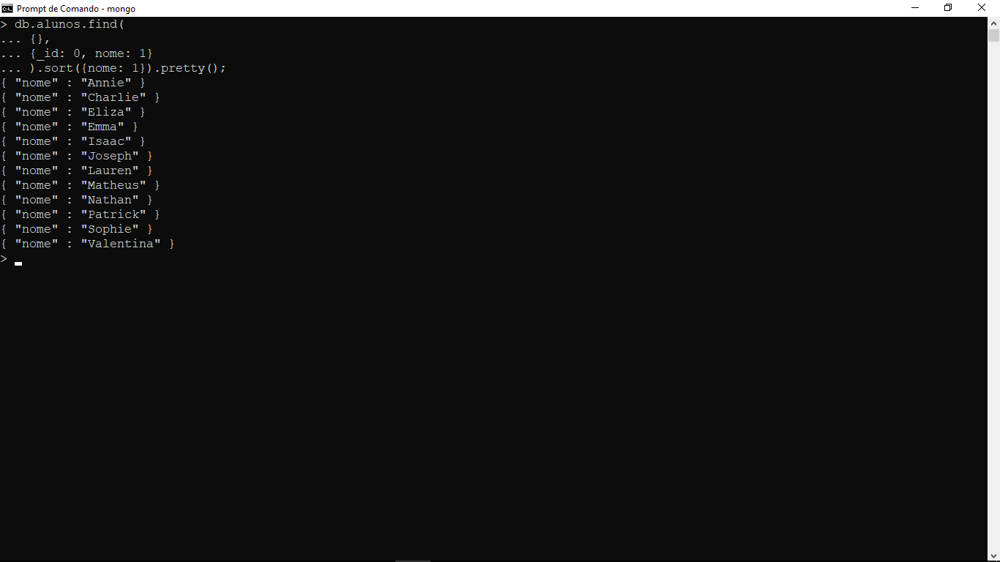 Prompt de Comando - mongo
> db.alunos.find(
... {},
... {_id: 0, nome: 1}
... ).sort({nome: 1}).pretty();
{ "nome" : "Annie" }
{ "nome" : "Charlie" }
{ "nome" : "Eliza" }
{ "nome" : "Emma" }
{ "nome" : "Isaac" }
{ "nome" : "Joseph" }
{ "nome" : "Lauren" }
{ "nome" : "Matheus" }
{ "nome" : "Nathan" }
{ "nome" : "Patrick" }
{ "nome" : "Sophie" }
{ "nome" : "Valentina" }
> _